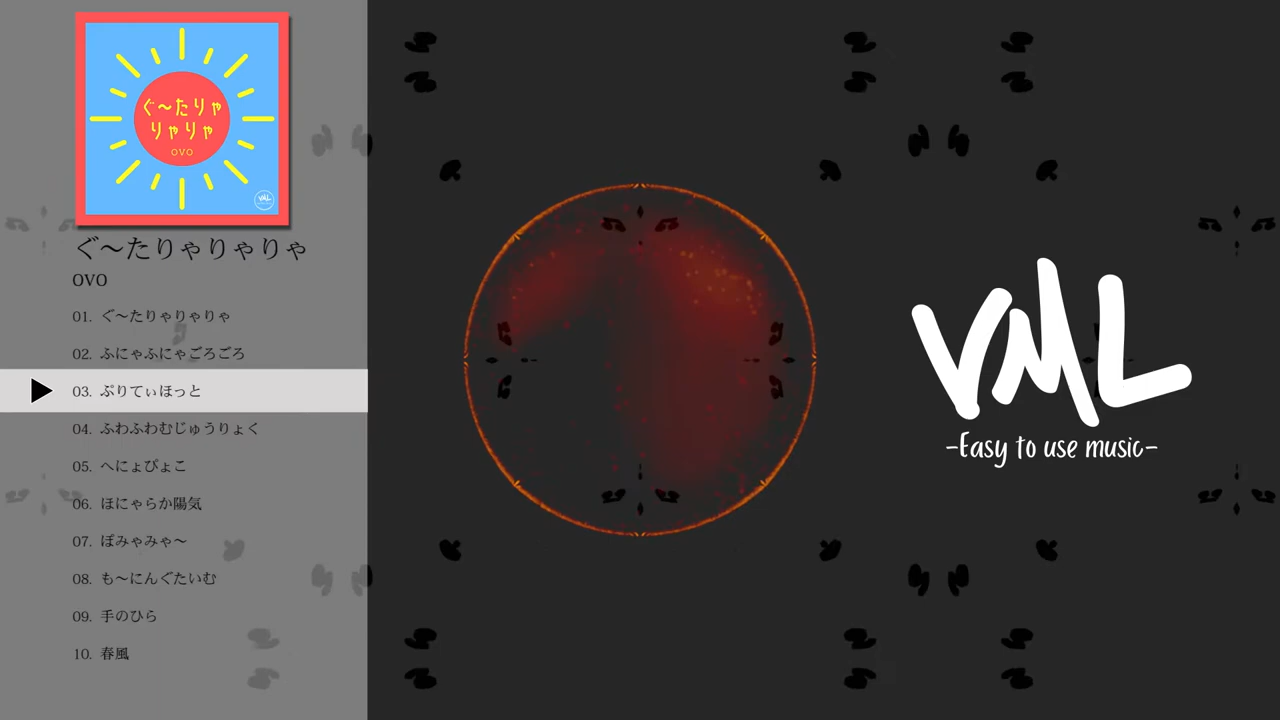 ぐ〜たりゃ
りゃりゃ
OVO
VML
ぐ〜たりゃりゃりゃ
OVO
01. ぐ〜たりゃりゃりゃ
02. ふにゃふにゃごろごろ
03. ぷりてぃほっと
04. ふわふわむじゅうりょく
05. へにょぴょこ
06. ほにゃらか陽気
07. ぽみゃみゃ〜
08. も〜にんぐたいむ
09. 手のひら
10. 春風
VML
-Easy to use music-